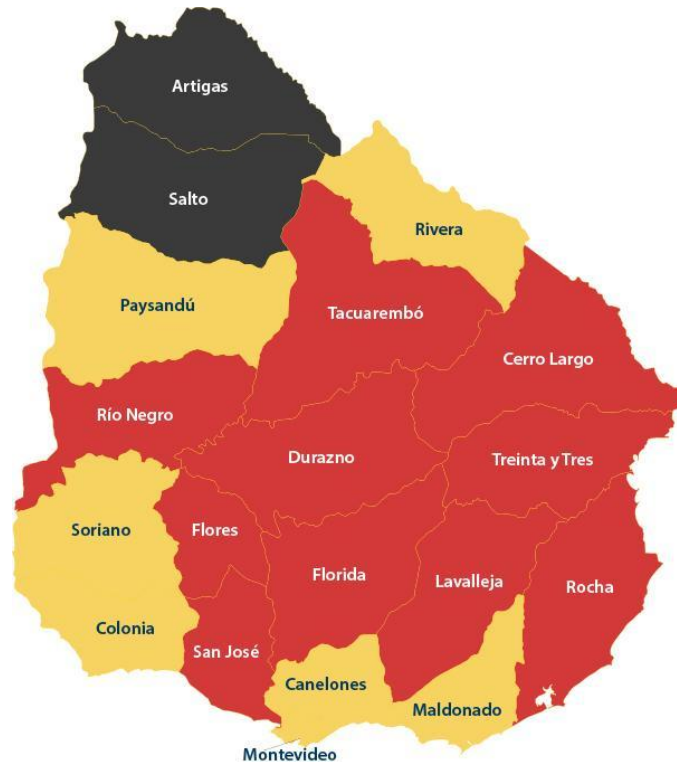 Artigas
Salto
Rivera
Paysandú
Tacuarembó
Cerro Largo
Río Negro
Durazno
Treinta y Tres
Soriano
Flores
Florida
Lavalleja
Rocha
Colonia
San José
Canelones
Maldonado
Montevideo